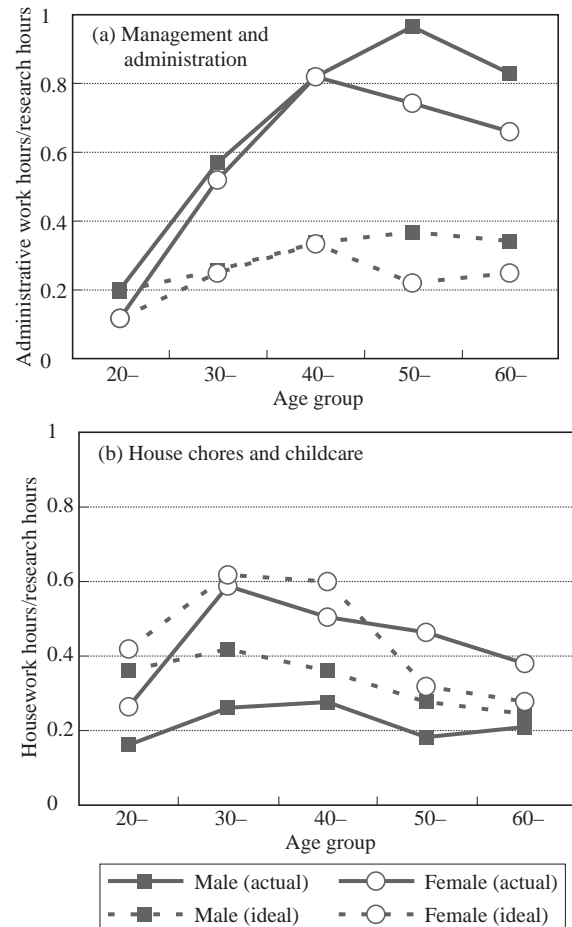 1
(a) Management and
administration
0.8
0.6
0.4
0.2
0
Administrative work hours/research hours
20– 30– 40– 50– 60–
Age group
1
(b) House chores and childcare
0.8
0.6
0.4
0.2
0
Housework hours/research hours
20– 30– 40– 50– 60–
Age group
Male (actual) Female (actual)
Male (ideal) Female (ideal)